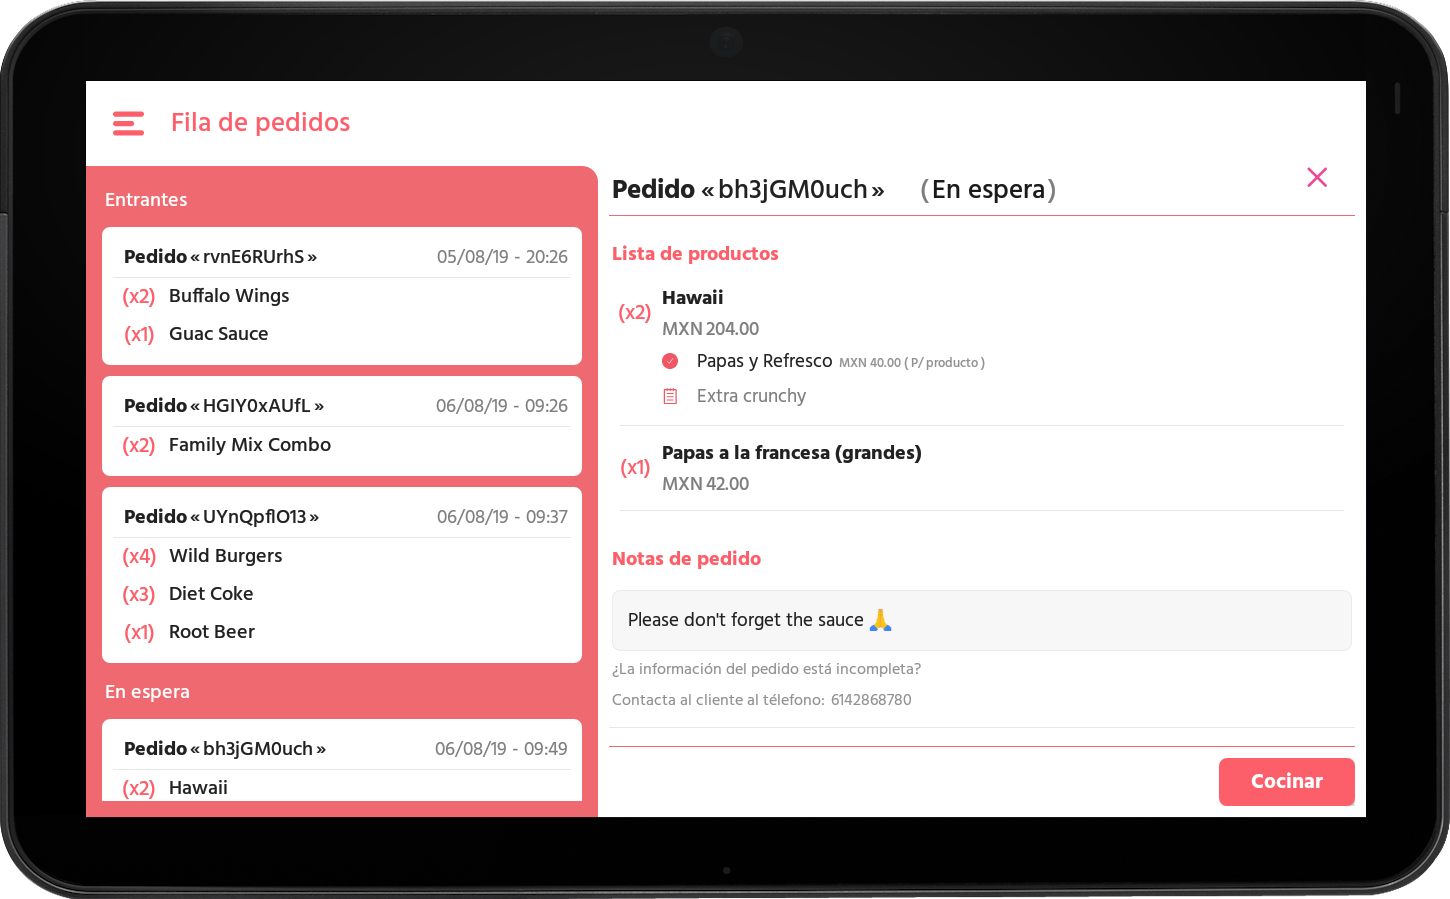 Fila de pedidos
Entrantes
Pedido « rvnE6RUrhS » 05/08/19 - 20:26
(x2) Buffalo Wings
(x1) Guac Sauce
Pedido « HGIY0xAUfL » 06/08/19 - 09:26
(x2) Family Mix Combo
Pedido « UYnQpflO13 » 06/08/19 - 09:37
(x4) Wild Burgers
(x3) Diet Coke
(x1) Root Beer
En espera
Pedido « bh3jGM0uch » 06/08/19 - 09:49
(x2) Hawaii
Pedido « bh3jGM0uch » (En espera)
Lista de productos
(x2) Hawaii
MXN 204.00
Papas y Refresco MXN 40.00 ( P/ producto )
Extra crunchy
(x1) Papas a la francesa (grandes)
MXN 42.00
Notas de pedido
Please don't forget the sauce 🙏
¿La información del pedido está incompleta?
Contacta al cliente al télefono: 6142868780
Cocinar